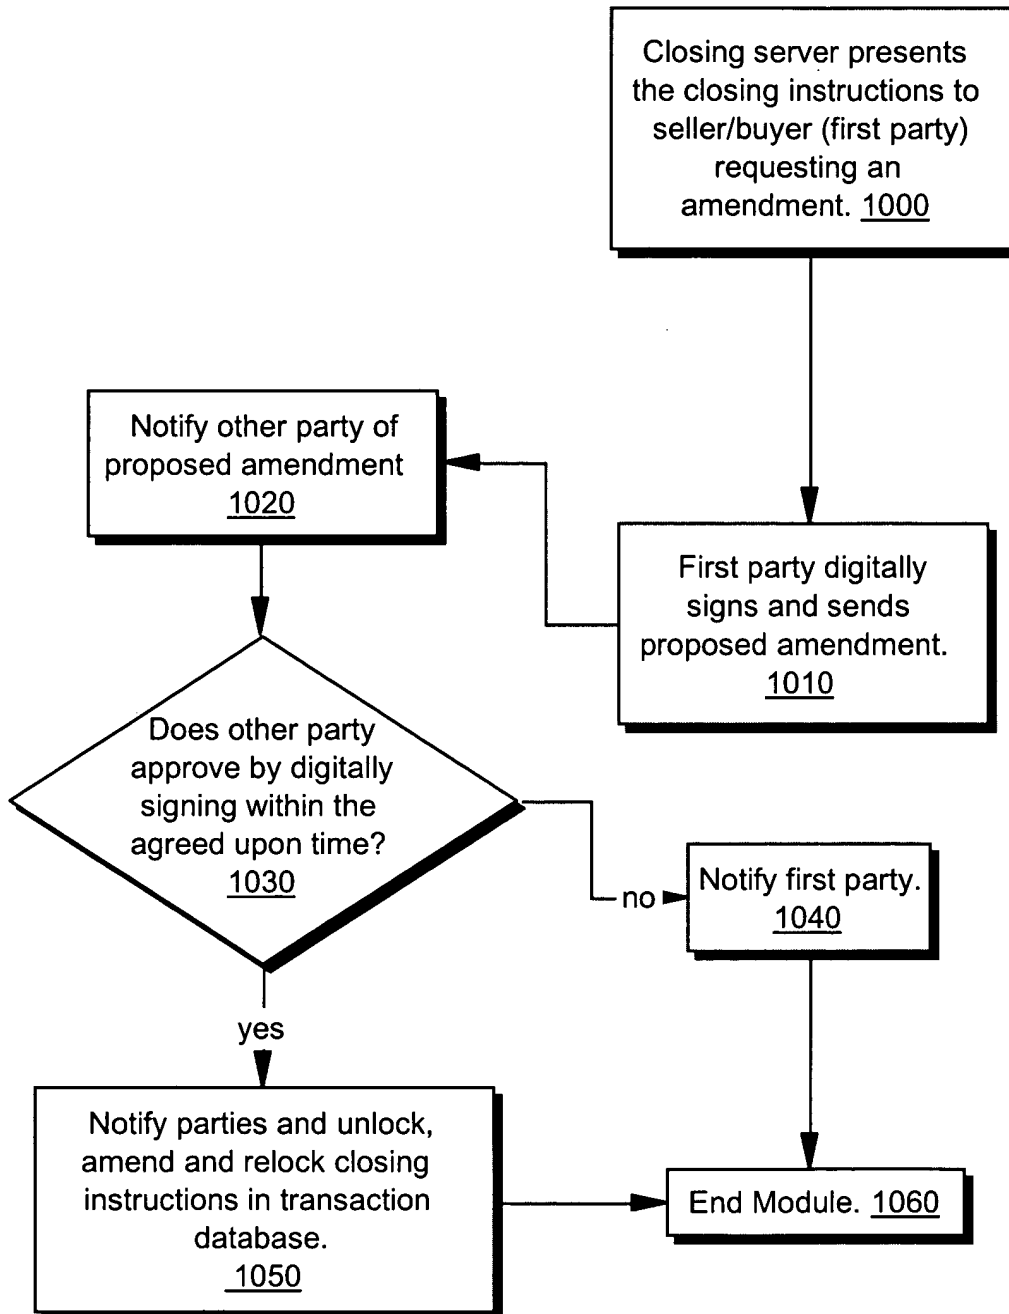 Closing server presents
the closing instructions to
seller/buyer (first party)
requesting an
amendment. 1000
Notify other party of
proposed amendment
1020
First party digitally
signs and sends
proposed amendment.
1010
Does other party
approve by digitally
signing within the
agreed upon time?
1030
no
Notify first party.
1040
yes
Notify parties and unlock,
amend and relock closing
instructions in transaction
database.
1050
End Module. 1060